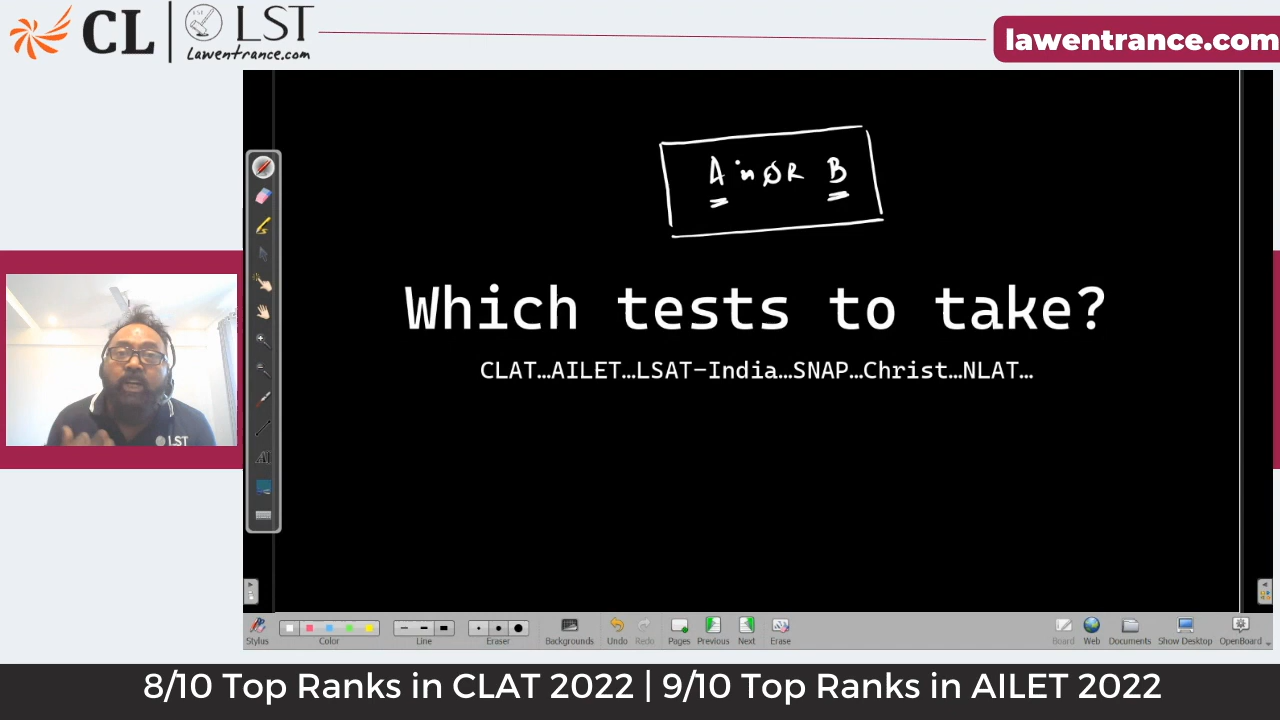 CL LST
Lawentrance.com
lawentrance.com
A in OR B
Which tests to take?
CLAT…AILET…LSAT-India…SNAP…Christ…NLAT…
LST
Stylus Color Line Eraser Backgrounds Undo Redo Pages Previous Next Erase Board Web Documents Show Desktop OpenBoard
8/10 Top Ranks in CLAT 2022 | 9/10 Top Ranks in AILET 2022